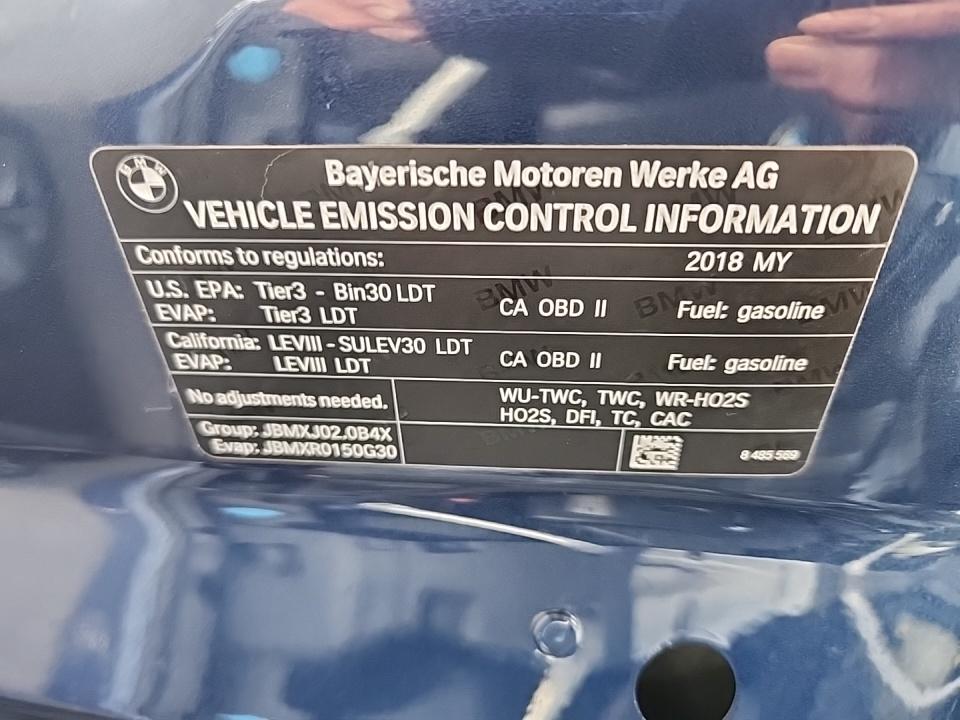 BMW
Bayerische Motoren Werke AG
VEHICLE EMISSION CONTROL INFORMATION
Conforms to regulations: 2018 MY
U.S. EPA: Tier3 - Bin30 LDT
EVAP: Tier3 LDT
CA OBD II Fuel: gasoline
California: LEVIII - SULEV30 LDT
EVAP: LEVIII LDT
CA OBD II Fuel: gasoline
No adjustments needed.
WU-TWC, TWC, WR-HO2S
HO2S, DFI, TC, CAC
Group: JBMXJ02.0B4X
Evap: JBMXR0150G30
8 485 569